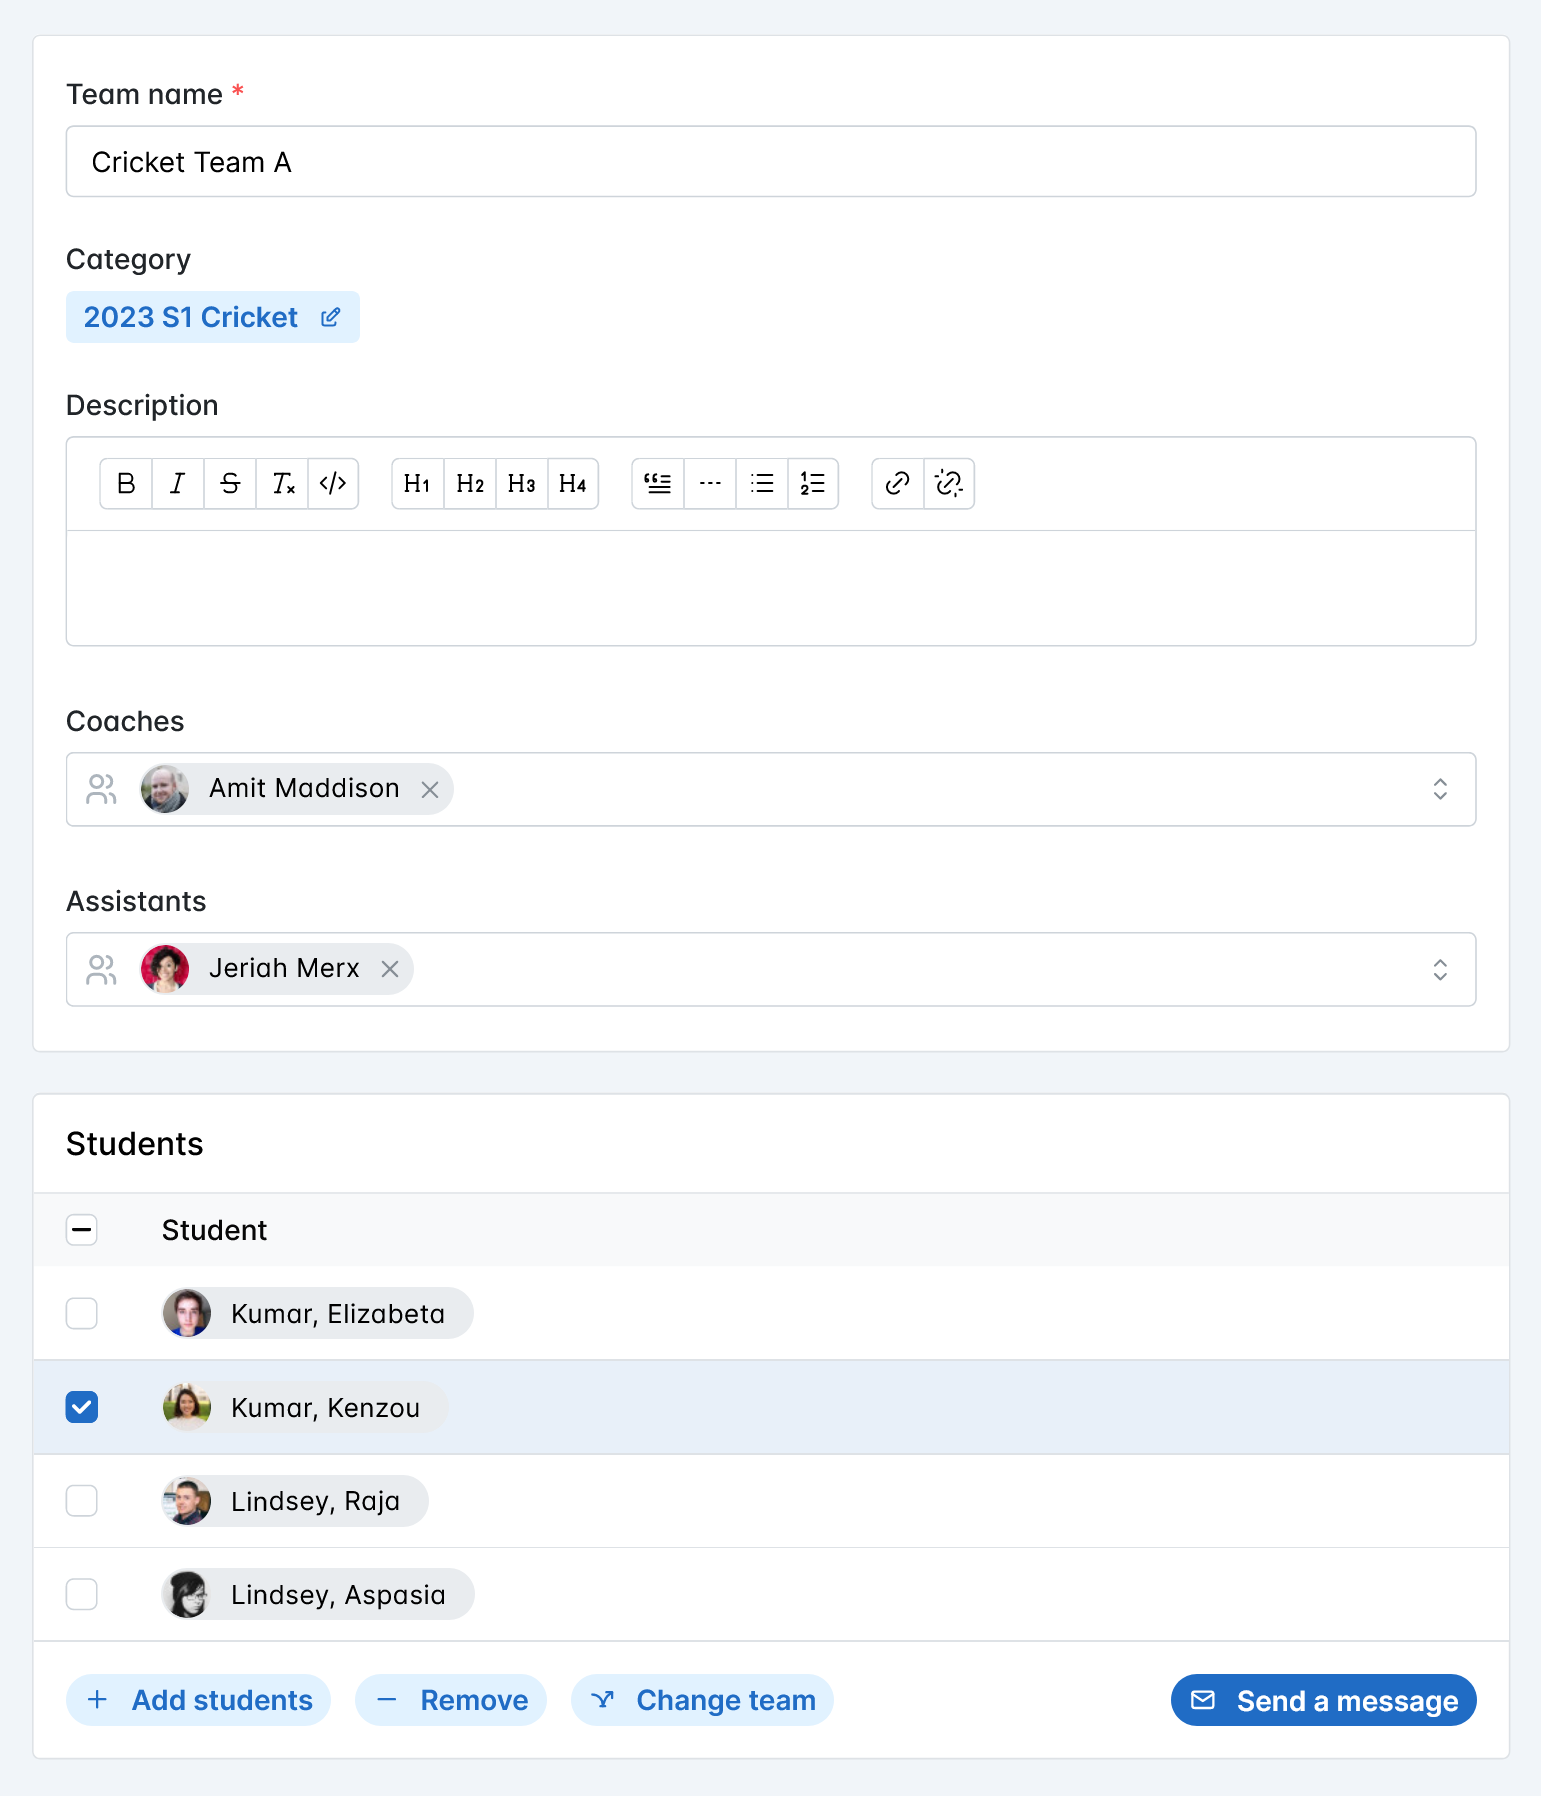 Team name *
Cricket Team A
Category
2023 S1 Cricket
Description
B I S Tx </> H1 H2 H3 H4
Coaches
Amit Maddison
Assistants
Jeriah Merx
Students
Student
Kumar, Elizabeta
Kumar, Kenzou
Lindsey, Raja
Lindsey, Aspasia
Add students Remove Change team Send a message